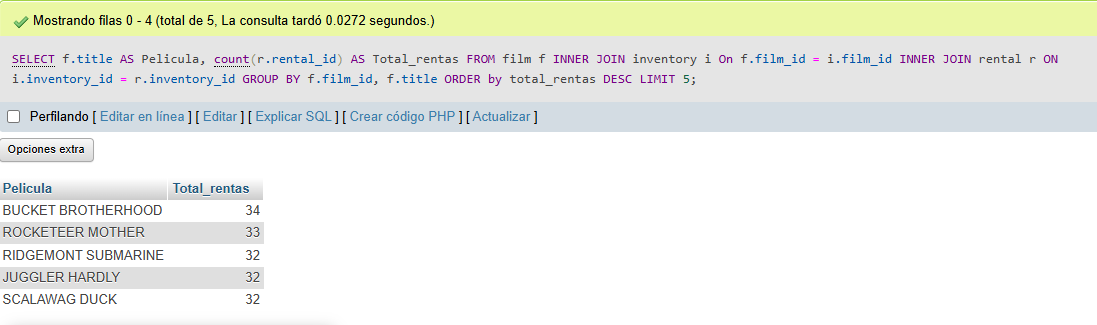 Mostrando filas 0 - 4 (total de 5, La consulta tardó 0.0272 segundos.)
SELECT f.title AS Pelicula, count(r.rental_id) AS Total_rentas FROM film f INNER JOIN inventory i On f.film_id = i.film_id INNER JOIN rental r ON
i.inventory_id = r.inventory_id GROUP BY f.film_id, f.title ORDER by total_rentas DESC LIMIT 5;
Perfilando [ Editar en línea ] [ Editar ] [ Explicar SQL ] [ Crear código PHP ] [ Actualizar ]
Opciones extra
Pelicula Total_rentas
BUCKET BROTHERHOOD 34
ROCKETEER MOTHER 33
RIDGEMONT SUBMARINE 32
JUGGLER HARDLY 32
SCALAWAG DUCK 32